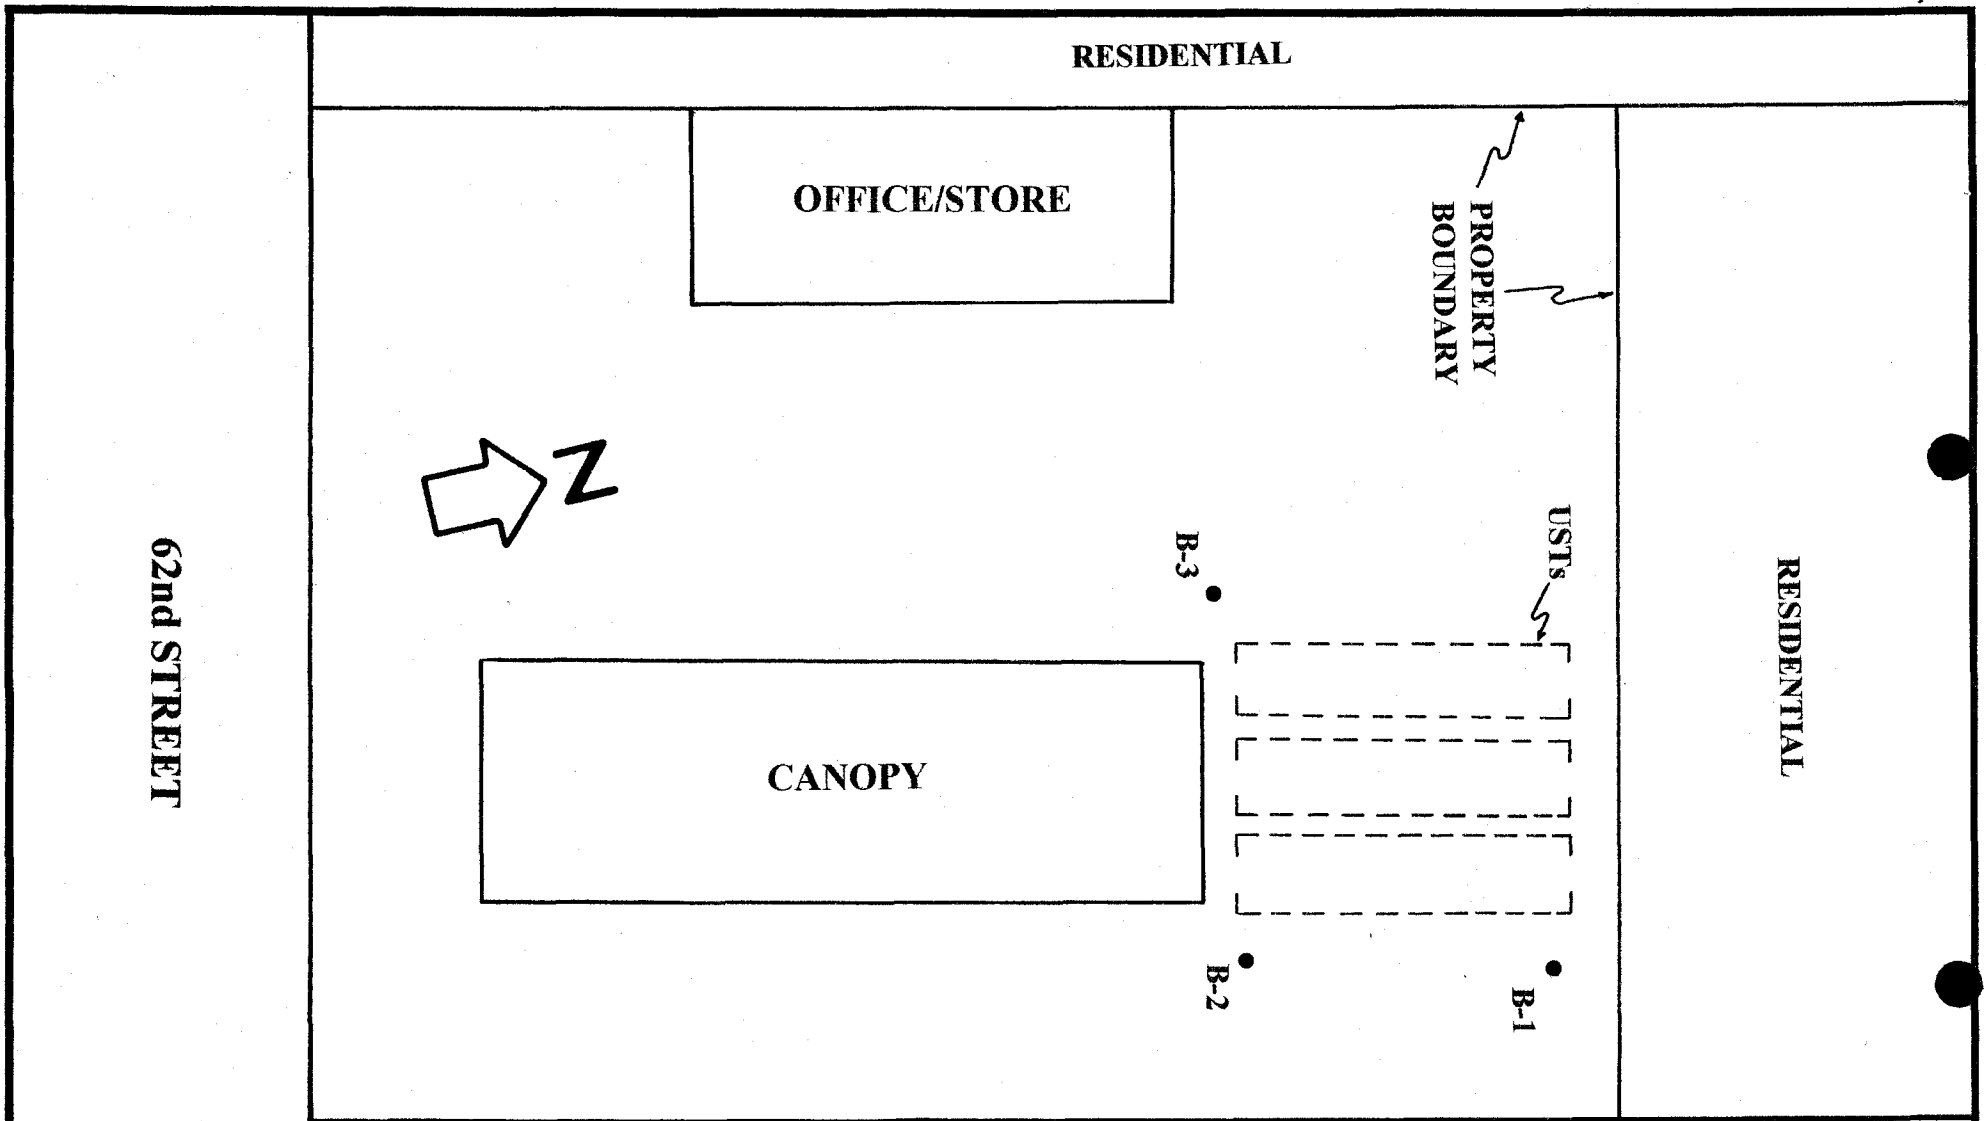 RESIDENTIAL
OFFICE/STORE
PROPERTY
BOUNDARY
N
USTs
B-3
RESIDENTIAL
62nd STREET
CANOPY
B-2
B-1